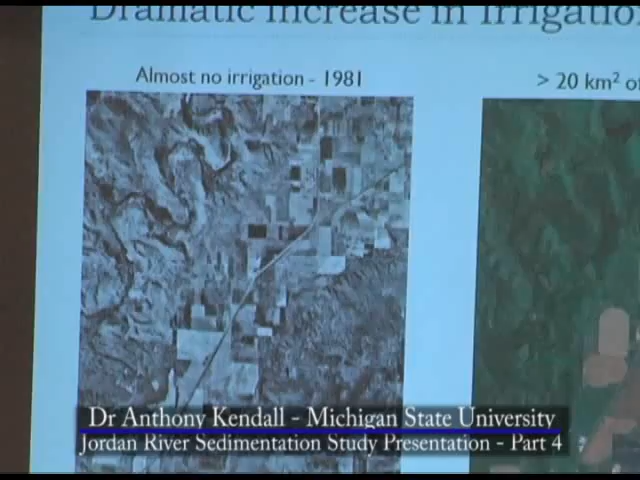 Dramatic Increase in Irrigation
Almost no irrigation - 1981
> 20 km² of
Dr Anthony Kendall - Michigan State University
Jordan River Sedimentation Study Presentation - Part 4